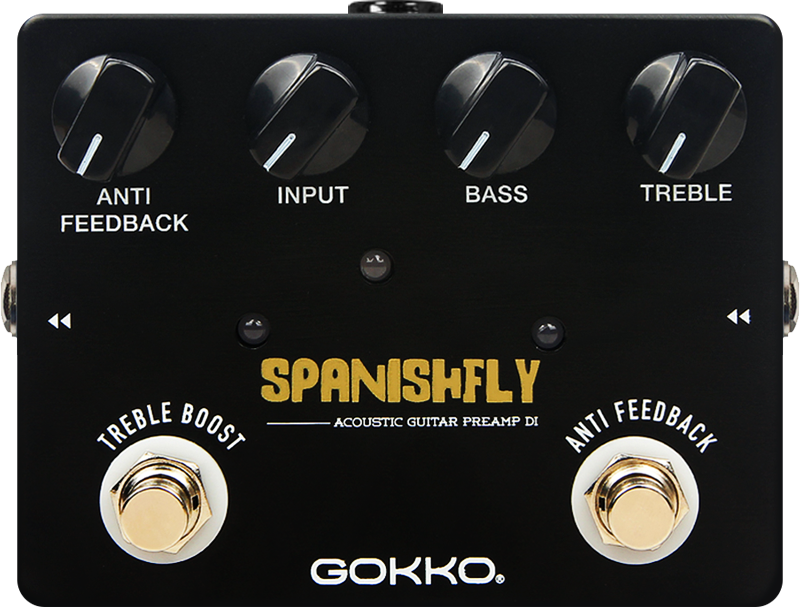 ANTI
FEEDBACK
INPUT
BASS
TREBLE
SPANISHFLY
ACOUSTIC GUITAR PREAMP DI
TREBLE BOOST
ANTI FEEDBACK
GOKKO®